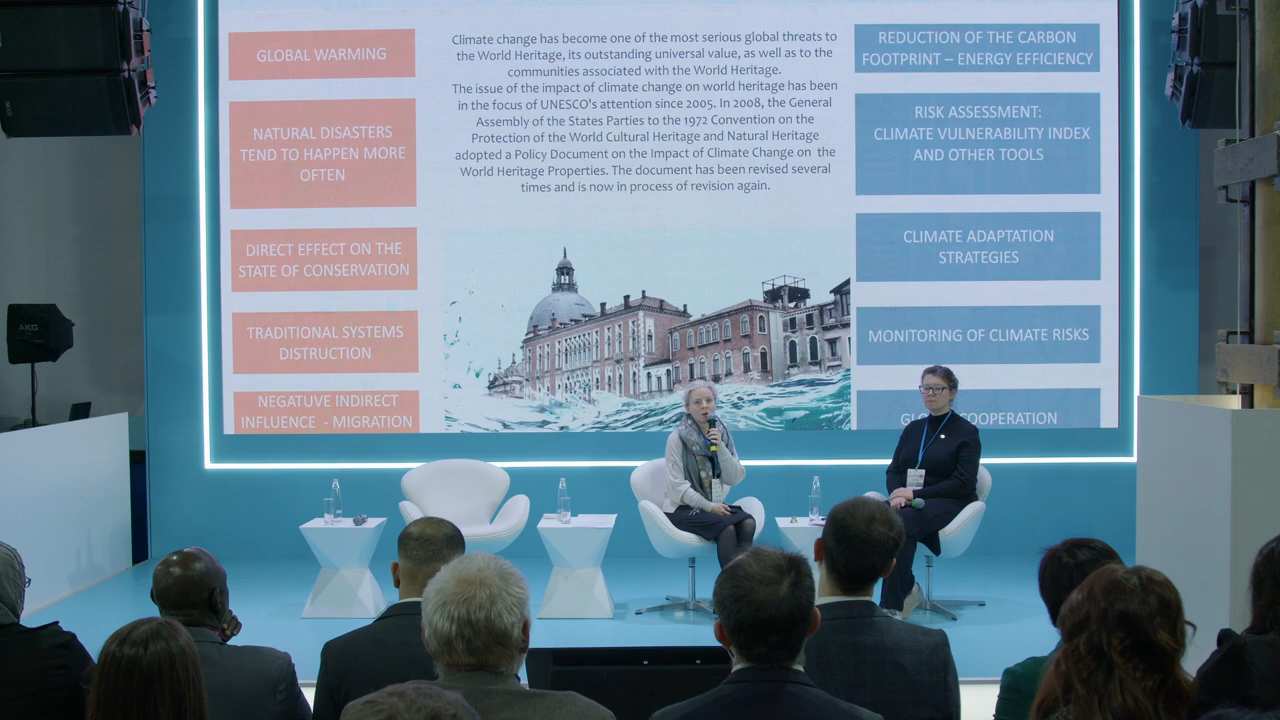 GLOBAL WARMING
NATURAL DISASTERS
TEND TO HAPPEN MORE
OFTEN
DIRECT EFFECT ON THE
STATE OF CONSERVATION
TRADITIONAL SYSTEMS
DISTRUCTION
NEGATUVE INDIRECT
INFLUENCE - MIGRATION
Climate change has become one of the most serious global threats to
the World Heritage, its outstanding universal value, as well as to the
communities associated with the World Heritage.
The issue of the impact of climate change on world heritage has been
in the focus of UNESCO's attention since 2005. In 2008, the General
Assembly of the States Parties to the 1972 Convention on the
Protection of the World Cultural Heritage and Natural Heritage
adopted a Policy Document on the Impact of Climate Change on the
World Heritage Properties. The document has been revised several
times and is now in process of revision again.
REDUCTION OF THE CARBON
FOOTPRINT – ENERGY EFFICIENCY
RISK ASSESSMENT:
CLIMATE VULNERABILITY INDEX
AND OTHER TOOLS
CLIMATE ADAPTATION
STRATEGIES
MONITORING OF CLIMATE RISKS
COOPERATION
AKG